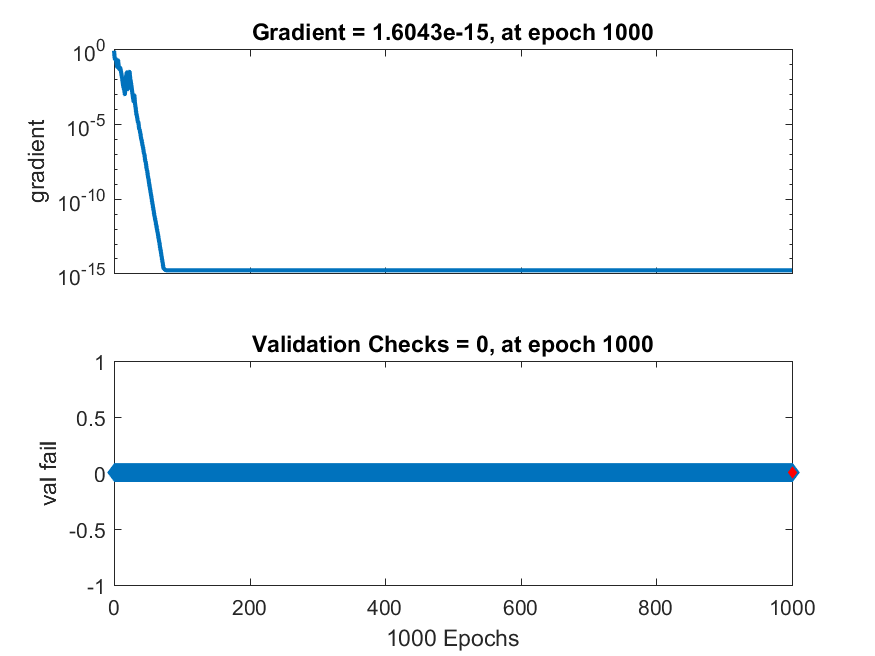 Gradient = 1.6043e-15, at epoch 1000
10^0
10^-5
10^-10
10^-15
gradient
Validation Checks = 0, at epoch 1000
1
0.5
0
-0.5
-1
val fail
0 200 400 600 800 1000
1000 Epochs